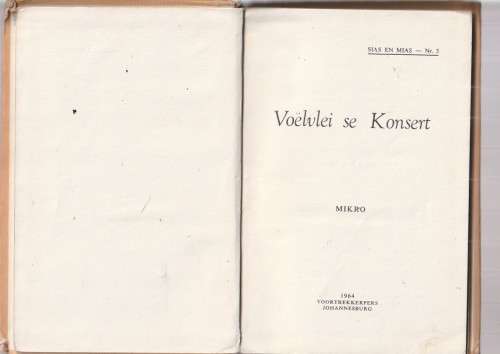 SIAS EN MIAS — Nr. 3
Voëlvlei se Konsert
MIKRO
1964
VOORTREKKERPERS
JOHANNESBURG